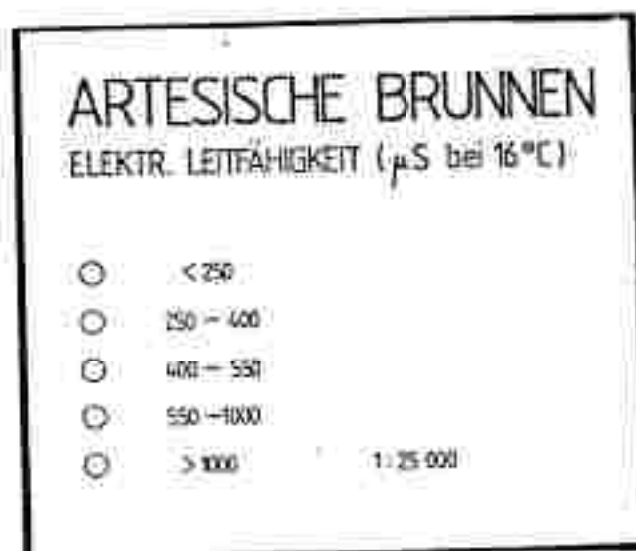 ARTESISCHE BRUNNEN
ELEKTR. LEITFÄHIGKEIT (µS bei 16°C)
< 250
250 – 400
400 – 550
550 – 1000
> 1000 1 : 25 000